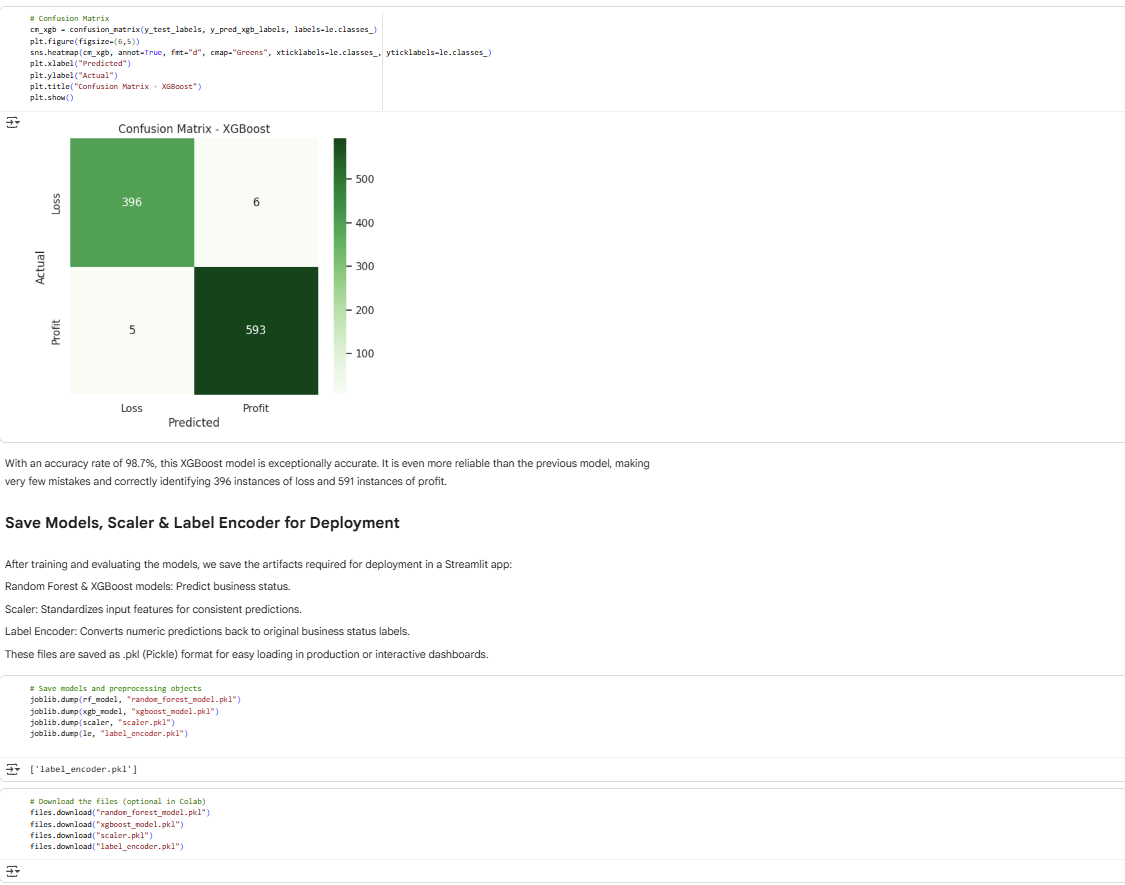 # Confusion Matrix
cm_xgb = confusion_matrix(y_test_labels, y_pred_xgb_labels, labels=le.classes_)
plt.figure(figsize=(6,5))
sns.heatmap(cm_xgb, annot=True, fmt="d", cmap="Greens", xticklabels=le.classes_, yticklabels=le.classes_)
plt.xlabel("Predicted")
plt.ylabel("Actual")
plt.title("Confusion Matrix - XGBoost")
plt.show()
Confusion Matrix - XGBoost
Actual
Loss
396
6
Profit
5
593
Loss
Profit
Predicted
500
400
300
200
100
With an accuracy rate of 98.7%, this XGBoost model is exceptionally accurate. It is even more reliable than the previous model, making
very few mistakes and correctly identifying 396 instances of loss and 591 instances of profit.
Save Models, Scaler & Label Encoder for Deployment
After training and evaluating the models, we save the artifacts required for deployment in a Streamlit app:
Random Forest & XGBoost models: Predict business status.
Scaler: Standardizes input features for consistent predictions.
Label Encoder: Converts numeric predictions back to original business status labels.
These files are saved as .pkl (Pickle) format for easy loading in production or interactive dashboards.
# Save models and preprocessing objects
joblib.dump(rf_model, "random_forest_model.pkl")
joblib.dump(xgb_model, "xgboost_model.pkl")
joblib.dump(scaler, "scaler.pkl")
joblib.dump(le, "label_encoder.pkl")
['label_encoder.pkl']
# Download the files (optional in Colab)
files.download("random_forest_model.pkl")
files.download("xgboost_model.pkl")
files.download("scaler.pkl")
files.download("label_encoder.pkl")